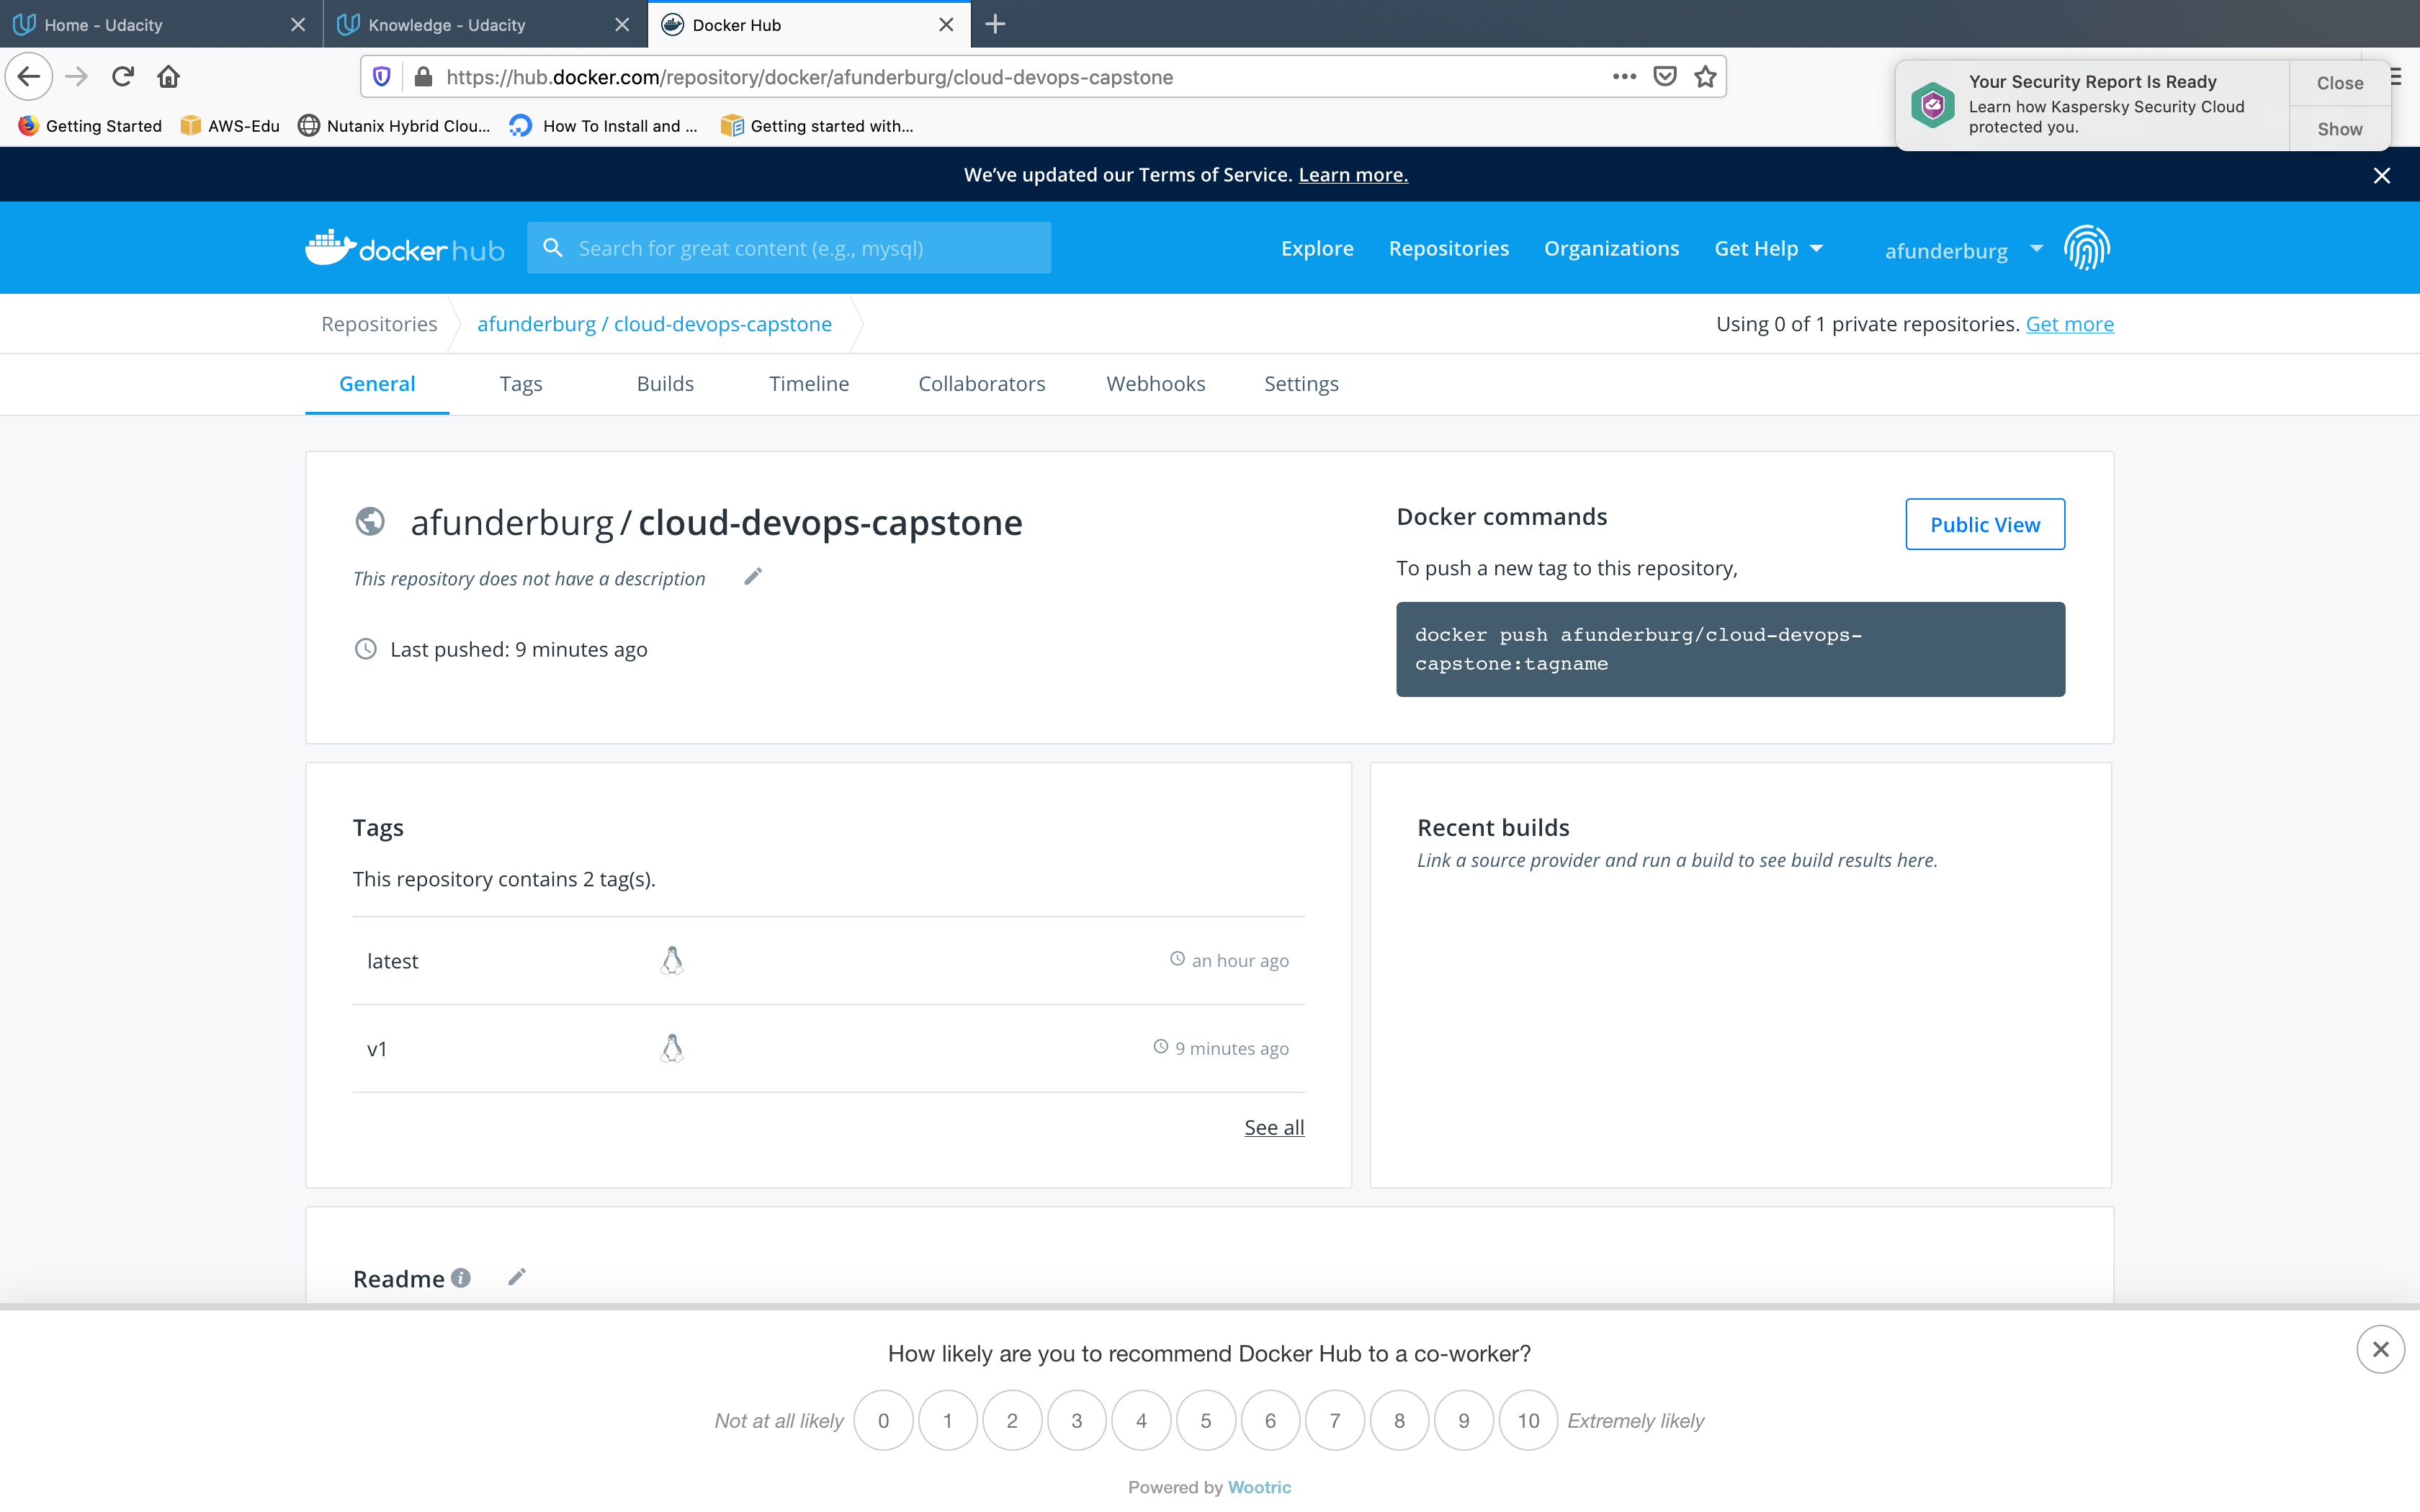 Home - Udacity
Knowledge - Udacity
Docker Hub
https://hub.docker.com/repository/docker/afunderburg/cloud-devops-capstone
Your Security Report Is Ready
Learn how Kaspersky Security Cloud
protected you.
Close
Show
Getting Started
AWS-Edu
Nutanix Hybrid Clou...
How To Install and ...
Getting started with...
We've updated our Terms of Service. Learn more.
docker hub
Search for great content (e.g., mysql)
Explore
Repositories
Organizations
Get Help
afunderburg
Repositories
afunderburg / cloud-devops-capstone
Using 0 of 1 private repositories. Get more
General
Tags
Builds
Timeline
Collaborators
Webhooks
Settings
afunderburg / cloud-devops-capstone
This repository does not have a description
Last pushed: 9 minutes ago
Docker commands
Public View
To push a new tag to this repository,
docker push afunderburg/cloud-devops-
capstone:tagname
Tags
This repository contains 2 tag(s).
latest
an hour ago
v1
9 minutes ago
See all
Recent builds
Link a source provider and run a build to see build results here.
Readme
How likely are you to recommend Docker Hub to a co-worker?
Not at all likely 0 1 2 3 4 5 6 7 8 9 10 Extremely likely
Powered by Wootric